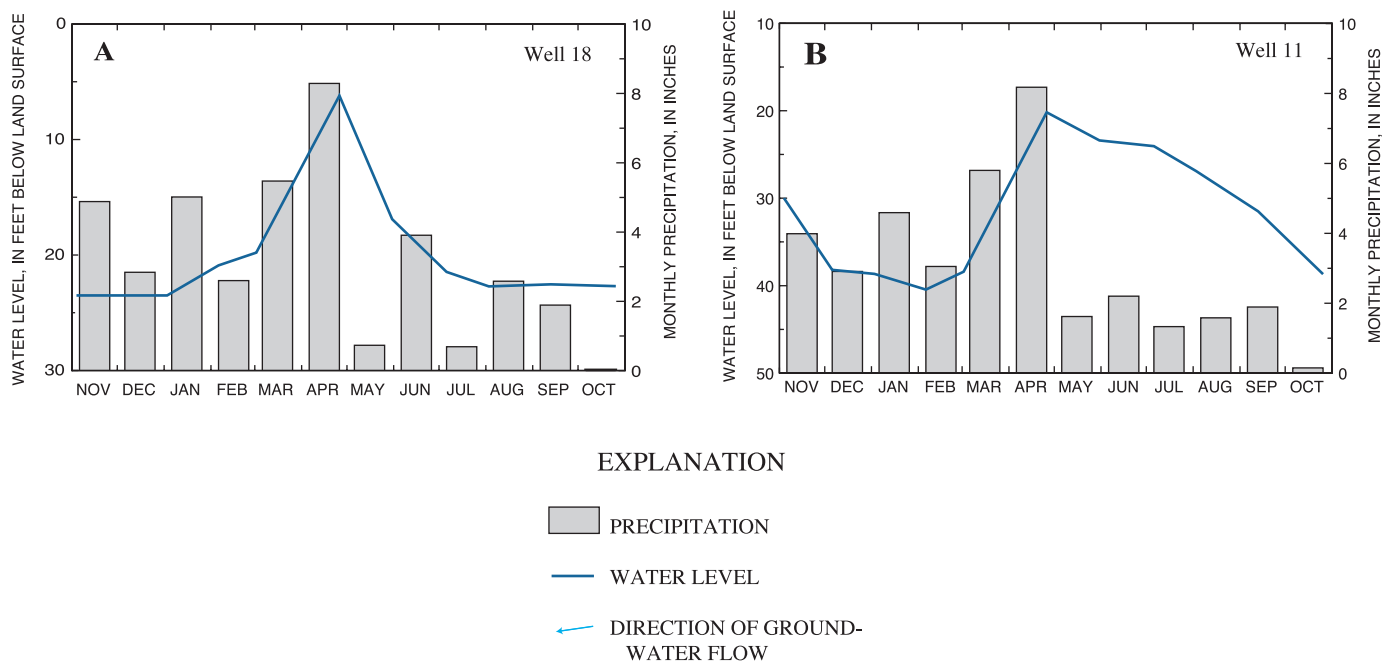 A
Well 18
WATER LEVEL, IN FEET BELOW LAND SURFACE
0
10
20
30
MONTHLY PRECIPITATION, IN INCHES
10
8
6
4
2
0
NOV DEC JAN FEB MAR APR MAY JUN JUL AUG SEP OCT
B
Well 11
WATER LEVEL, IN FEET BELOW LAND SURFACE
10
20
30
40
50
MONTHLY PRECIPITATION, IN INCHES
10
8
6
4
2
0
NOV DEC JAN FEB MAR APR MAY JUN JUL AUG SEP OCT
EXPLANATION
PRECIPITATION
WATER LEVEL
DIRECTION OF GROUND-
WATER FLOW